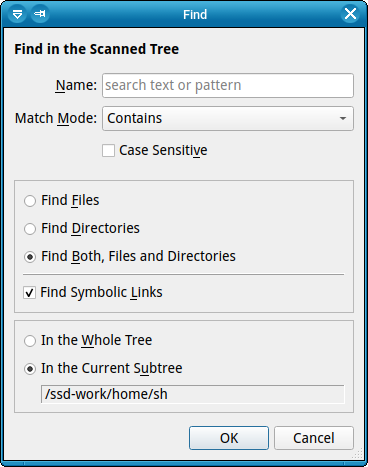 Find
Find in the Scanned Tree
Name: search text or pattern
Match Mode: Contains
Case Sensitive
Find Files
Find Directories
Find Both, Files and Directories
Find Symbolic Links
In the Whole Tree
In the Current Subtree
/ssd-work/home/sh
OK Cancel